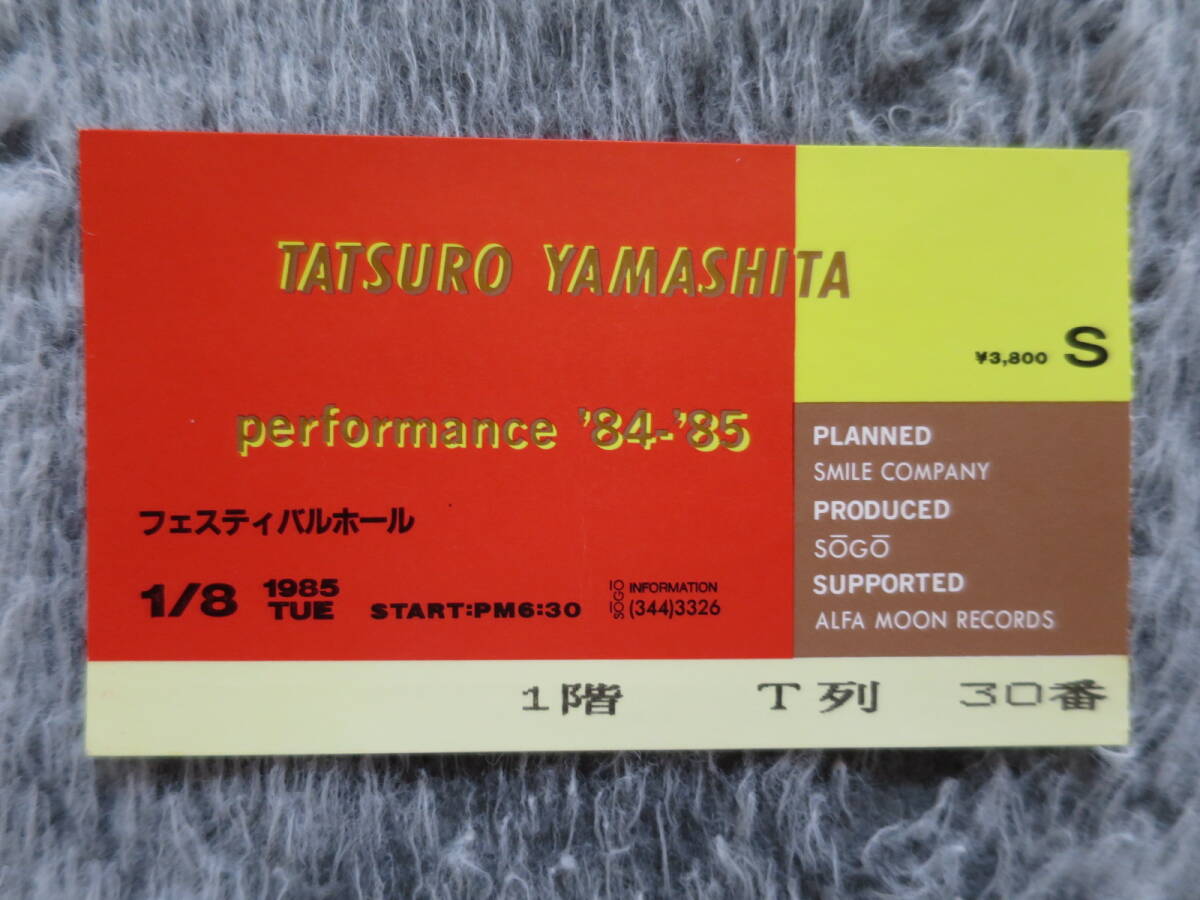 TATSURO YAMASHITA
¥3,800 S
performance '84-'85
フェスティバルホール
1/8 1985 TUE START:PM6:30
SOGO INFORMATION (344)3326
PLANNED
SMILE COMPANY
PRODUCED
SŌGŌ
SUPPORTED
ALFA MOON RECORDS
1階 T列 30番